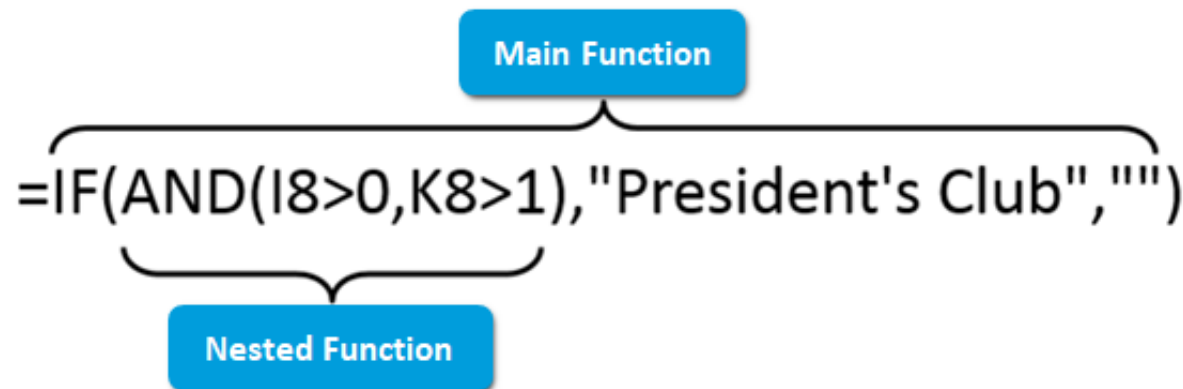 Main Function
=IF(AND(I8>0,K8>1),"President's Club","")
Nested Function